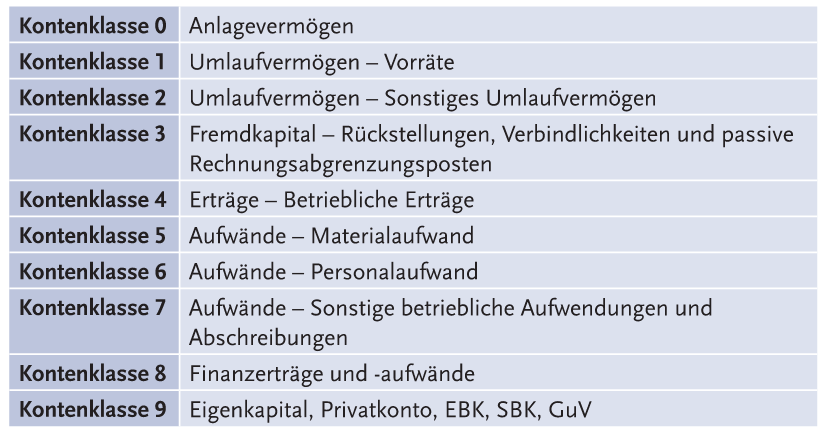 Kontenklasse 0 Anlagevermögen
Kontenklasse 1 Umlaufvermögen – Vorräte
Kontenklasse 2 Umlaufvermögen – Sonstiges Umlaufvermögen
Kontenklasse 3 Fremdkapital – Rückstellungen, Verbindlichkeiten und passive
Rechnungsabgrenzungsposten
Kontenklasse 4 Erträge – Betriebliche Erträge
Kontenklasse 5 Aufwände – Materialaufwand
Kontenklasse 6 Aufwände – Personalaufwand
Kontenklasse 7 Aufwände – Sonstige betriebliche Aufwendungen und
Abschreibungen
Kontenklasse 8 Finanzerträge und -aufwände
Kontenklasse 9 Eigenkapital, Privatkonto, EBK, SBK, GuV